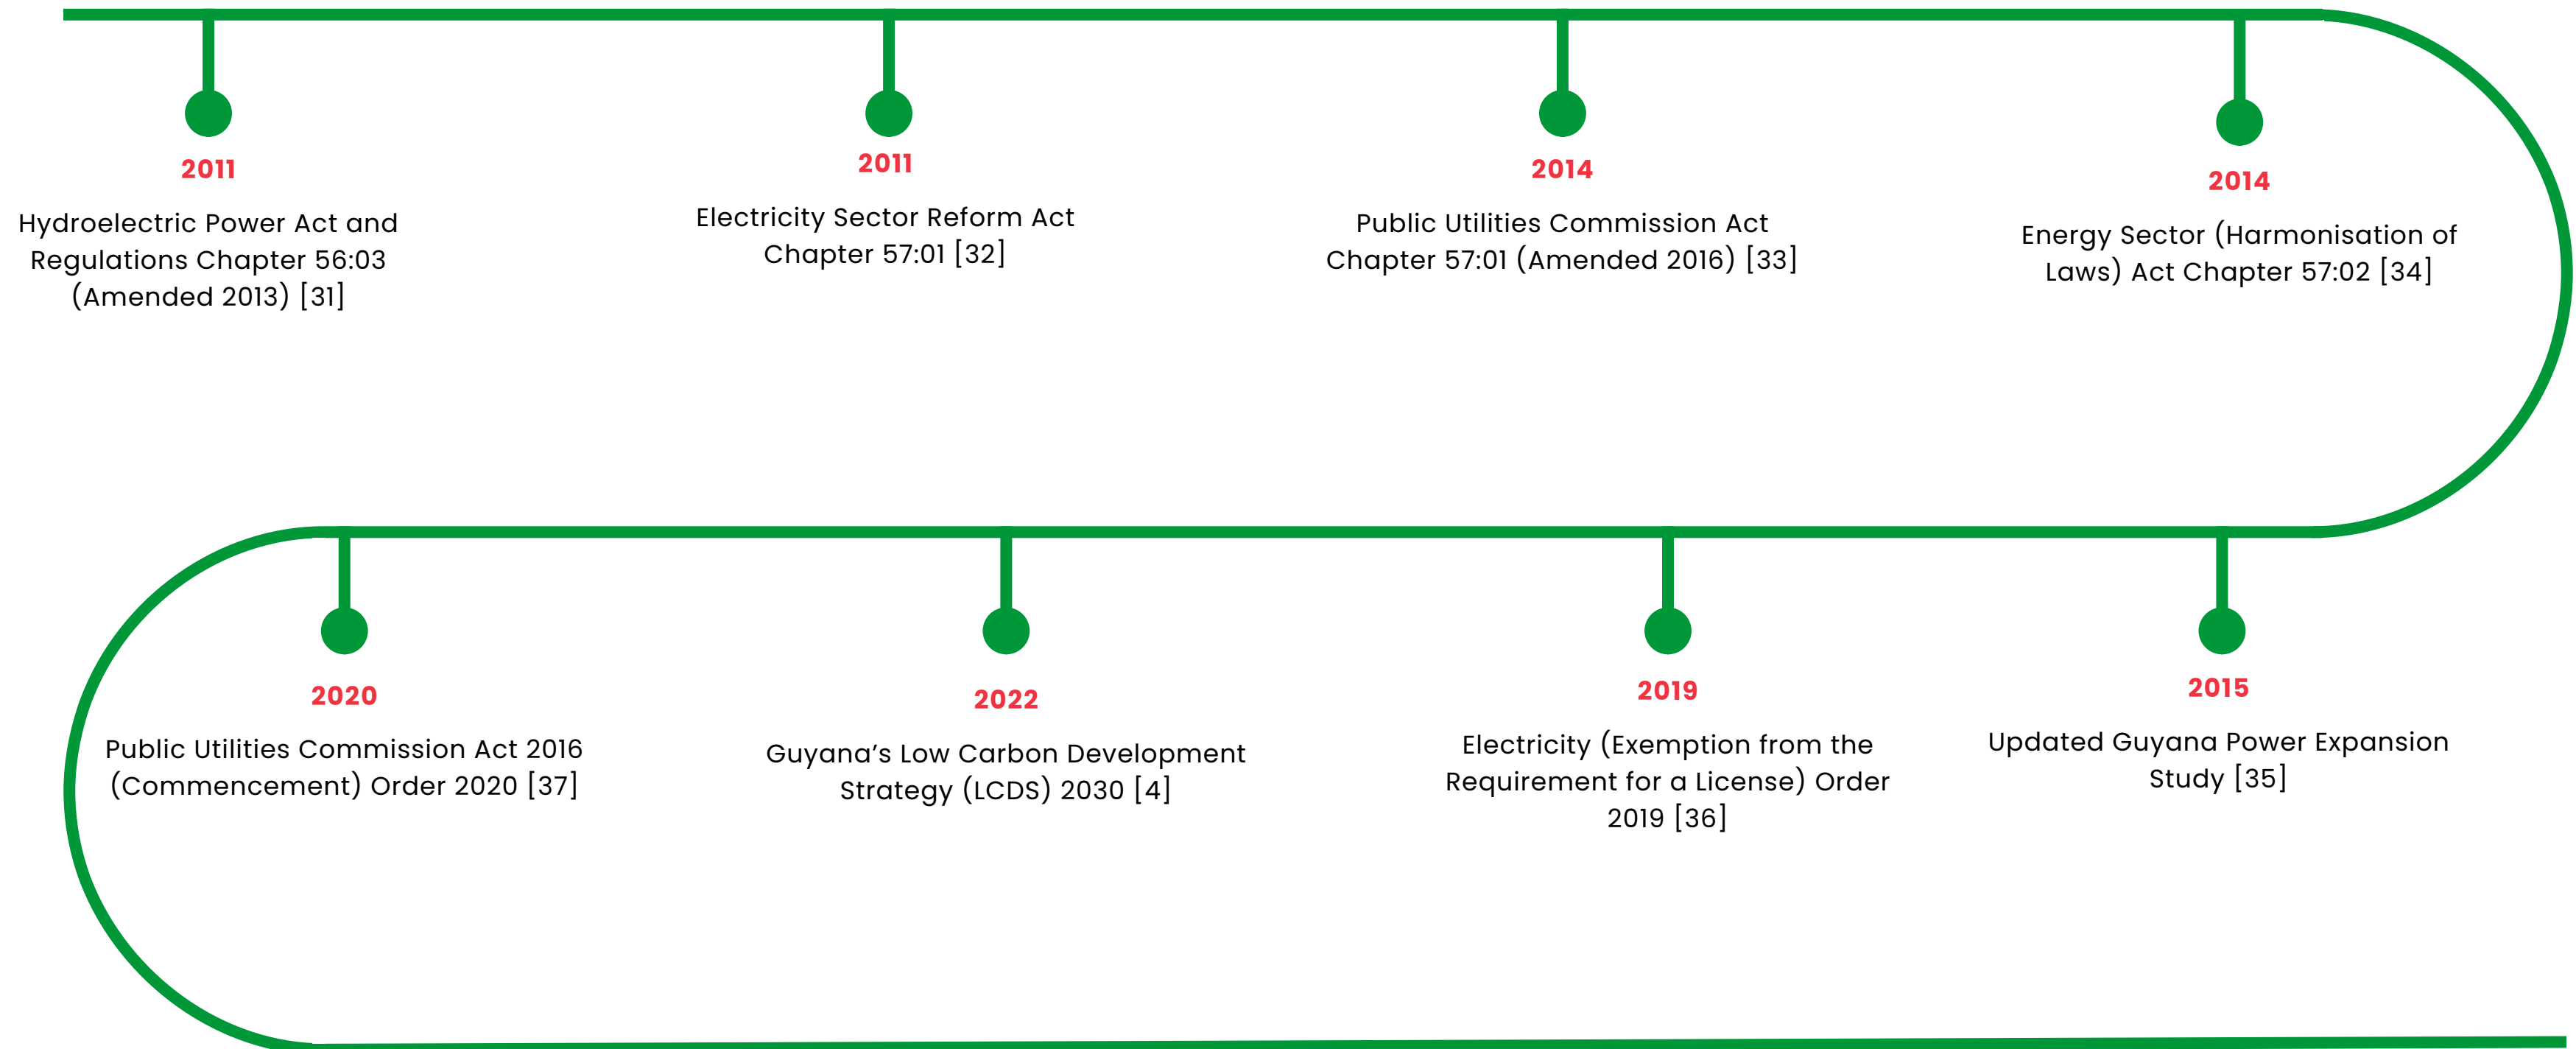 2011
Hydroelectric Power Act and
Regulations Chapter 56:03
(Amended 2013) [31]
2011
Electricity Sector Reform Act
Chapter 57:01 [32]
2014
Public Utilities Commission Act
Chapter 57:01 (Amended 2016) [33]
2014
Energy Sector (Harmonisation of
Laws) Act Chapter 57:02 [34]
2020
Public Utilities Commission Act 2016
(Commencement) Order 2020 [37]
2022
Guyana’s Low Carbon Development
Strategy (LCDS) 2030 [4]
2019
Electricity (Exemption from the
Requirement for a License) Order
2019 [36]
2015
Updated Guyana Power Expansion
Study [35]